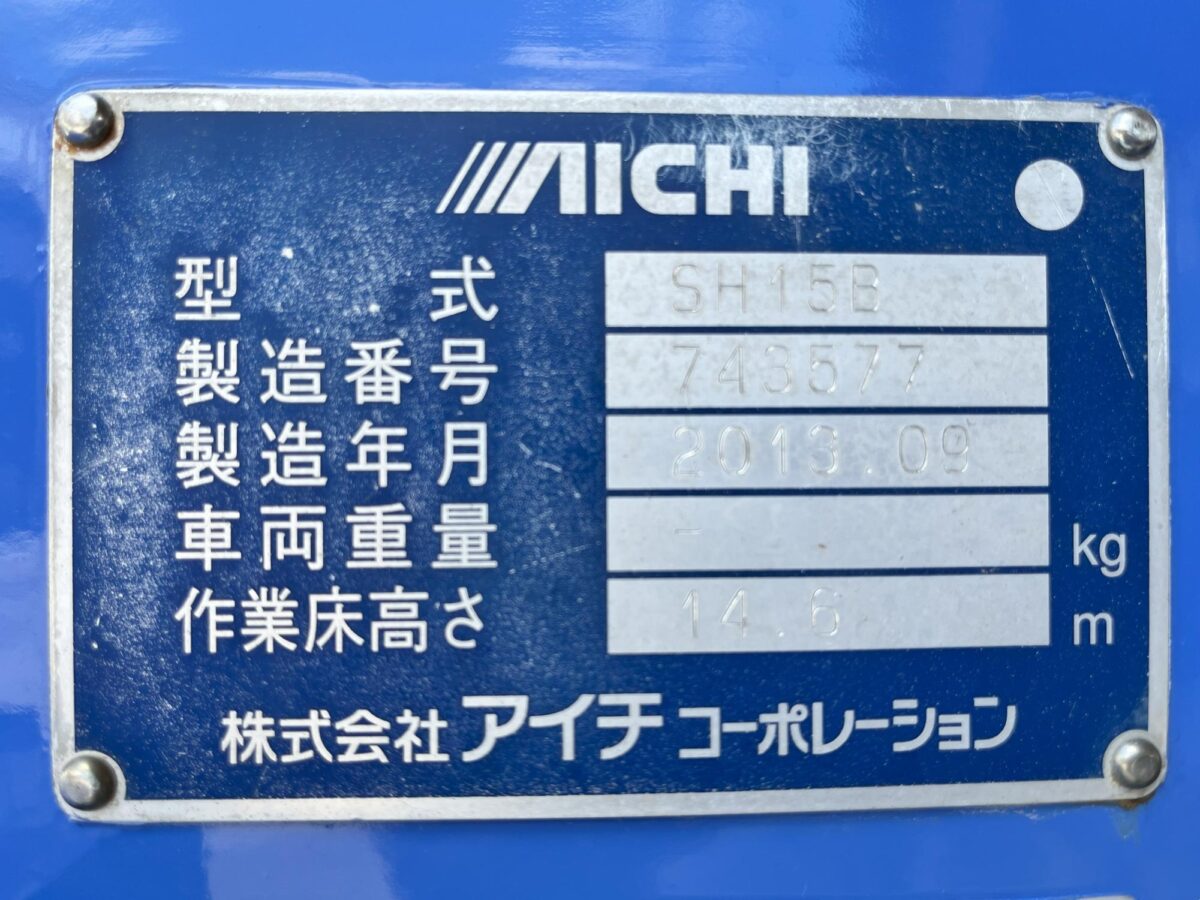 AICHI
型式 SH15B
製造番号 743577
製造年月 2013.09
車両重量 - kg
作業床高さ 14.6 m
株式会社アイチコーポレーション